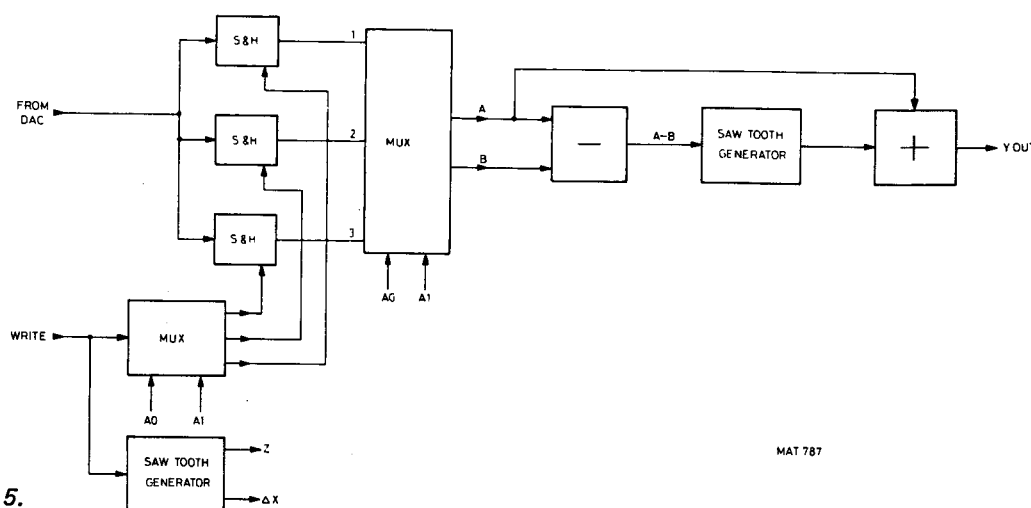 S&H
1
FROM
DAC
S&H
2
MUX
A
B
−
A−B
SAW TOOTH
GENERATOR
+
Y OUT
S&H
3
A0 A1
WRITE
MUX
A0 A1
SAW TOOTH
GENERATOR
Z
ΔX
MAT 787
5.